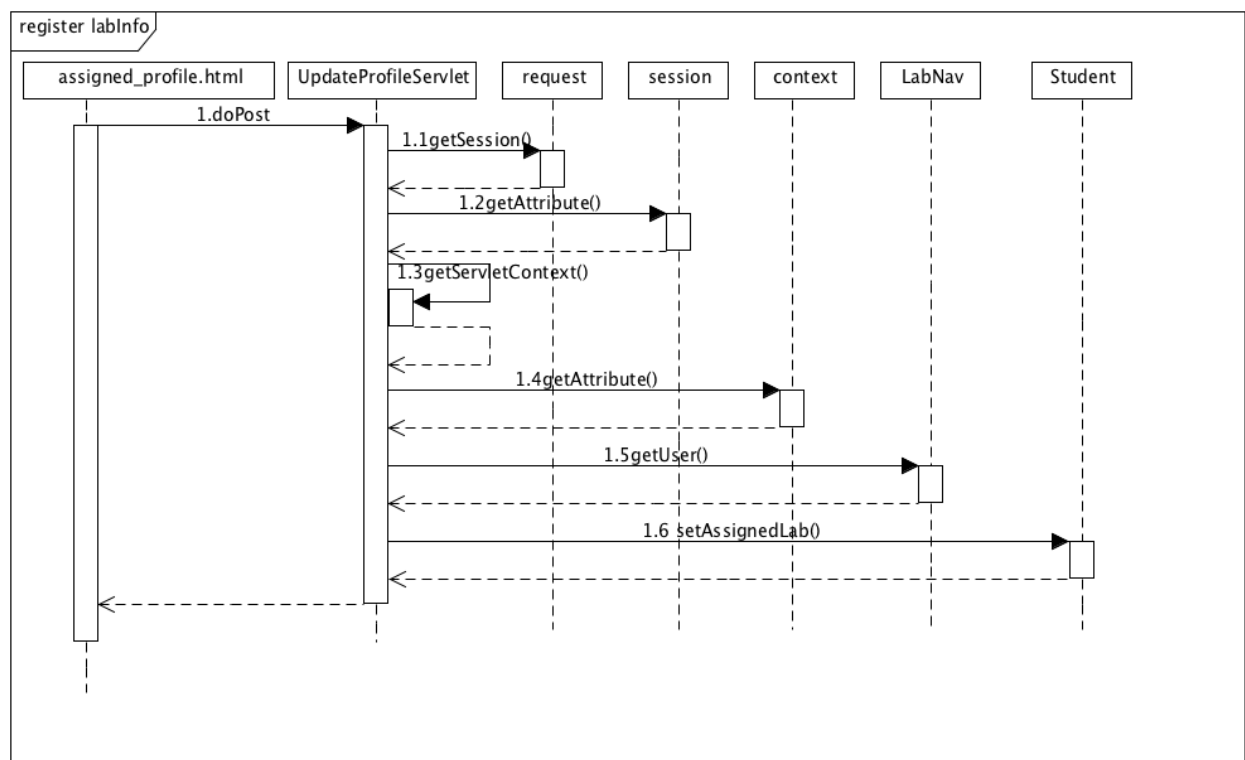 register labInfo
assigned_profile.html
UpdateProfileServlet
request
session
context
LabNav
Student
1.doPost
1.1getSession()
1.2getAttribute()
1.3getServletContext()
1.4getAttribute()
1.5getUser()
1.6 setAssignedLab()